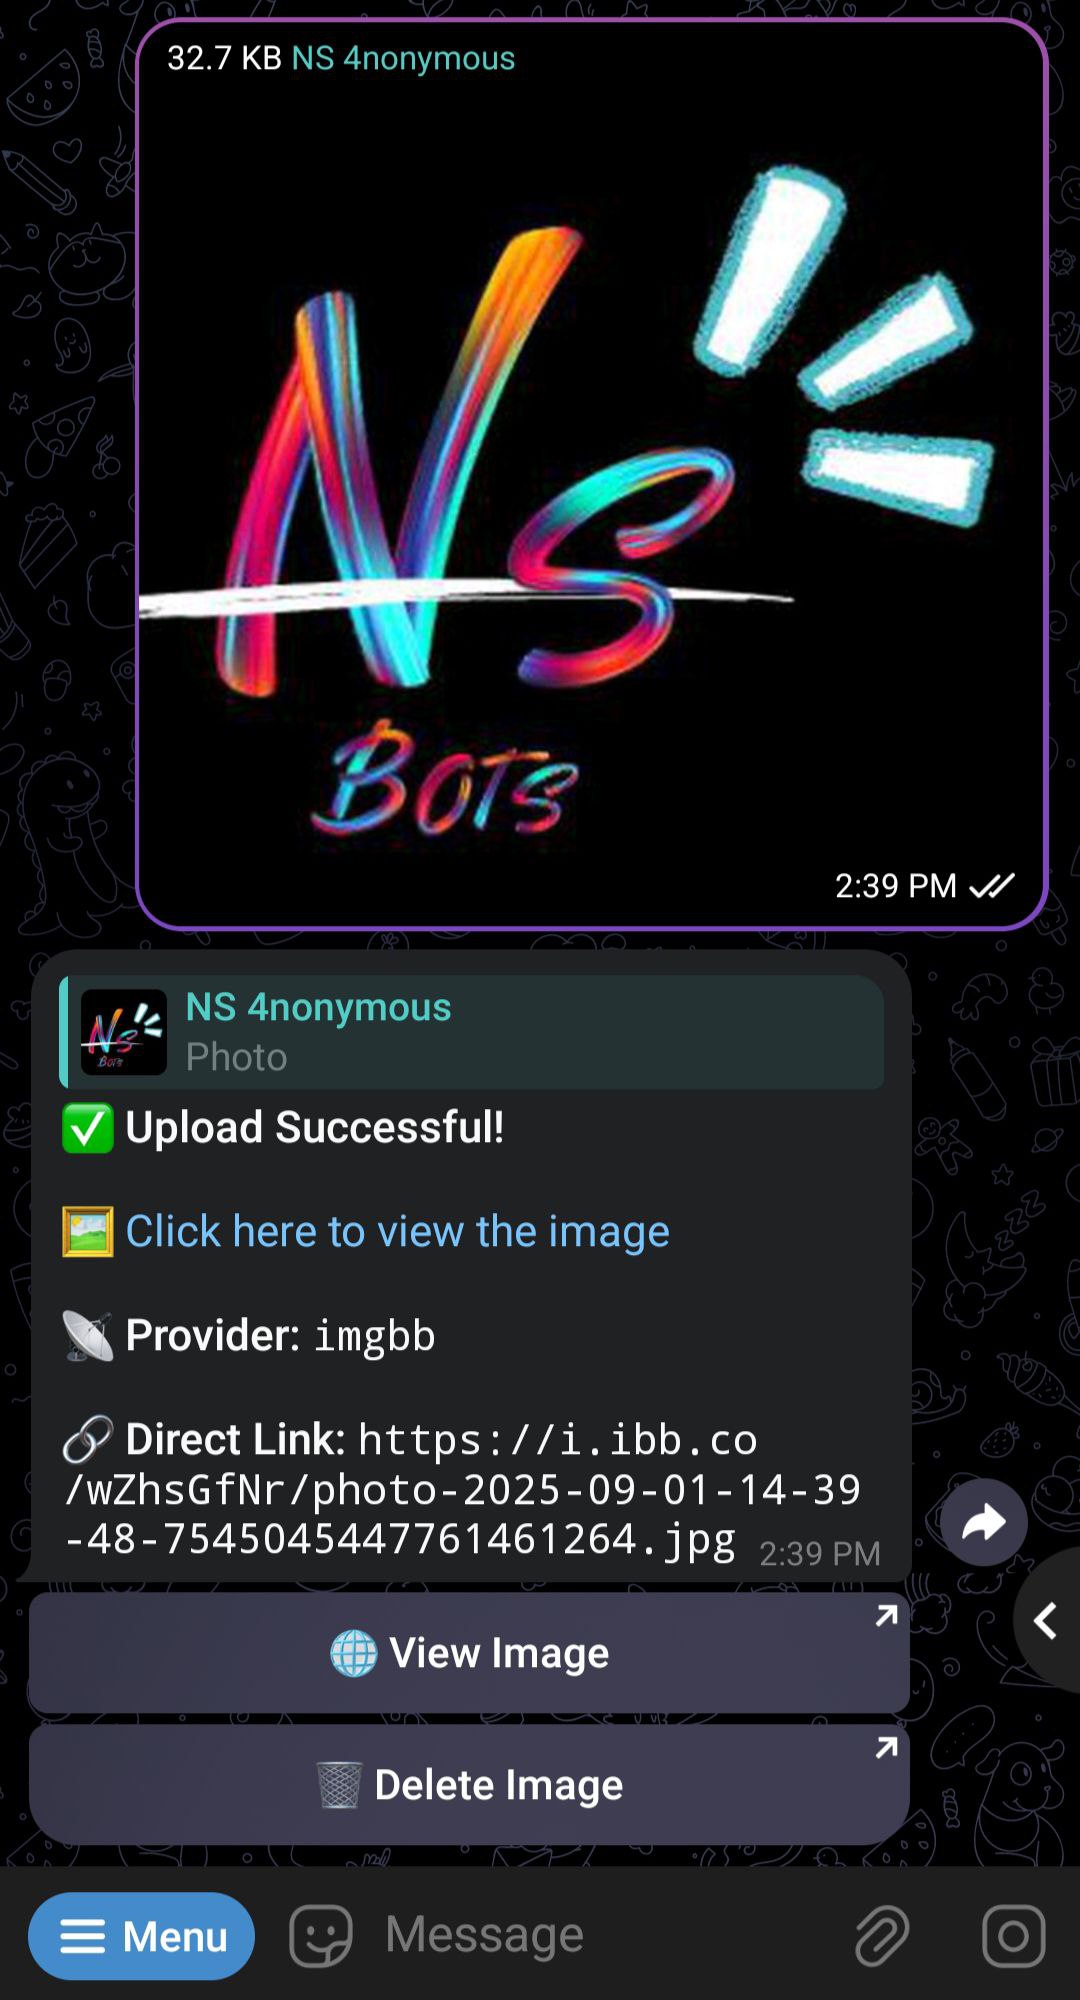 32.7 KB NS 4nonymous
Ns
BOTS
2:39 PM
NS 4nonymous
Photo
✅ Upload Successful!
🖼️ Click here to view the image
📡 Provider: imgbb
🔗 Direct Link: https://i.ibb.co
/wZhsGfNr/photo-2025-09-01-14-39
-48-7545045447761461264.jpg 2:39 PM
🌐 View Image
🗑️ Delete Image
Menu
Message